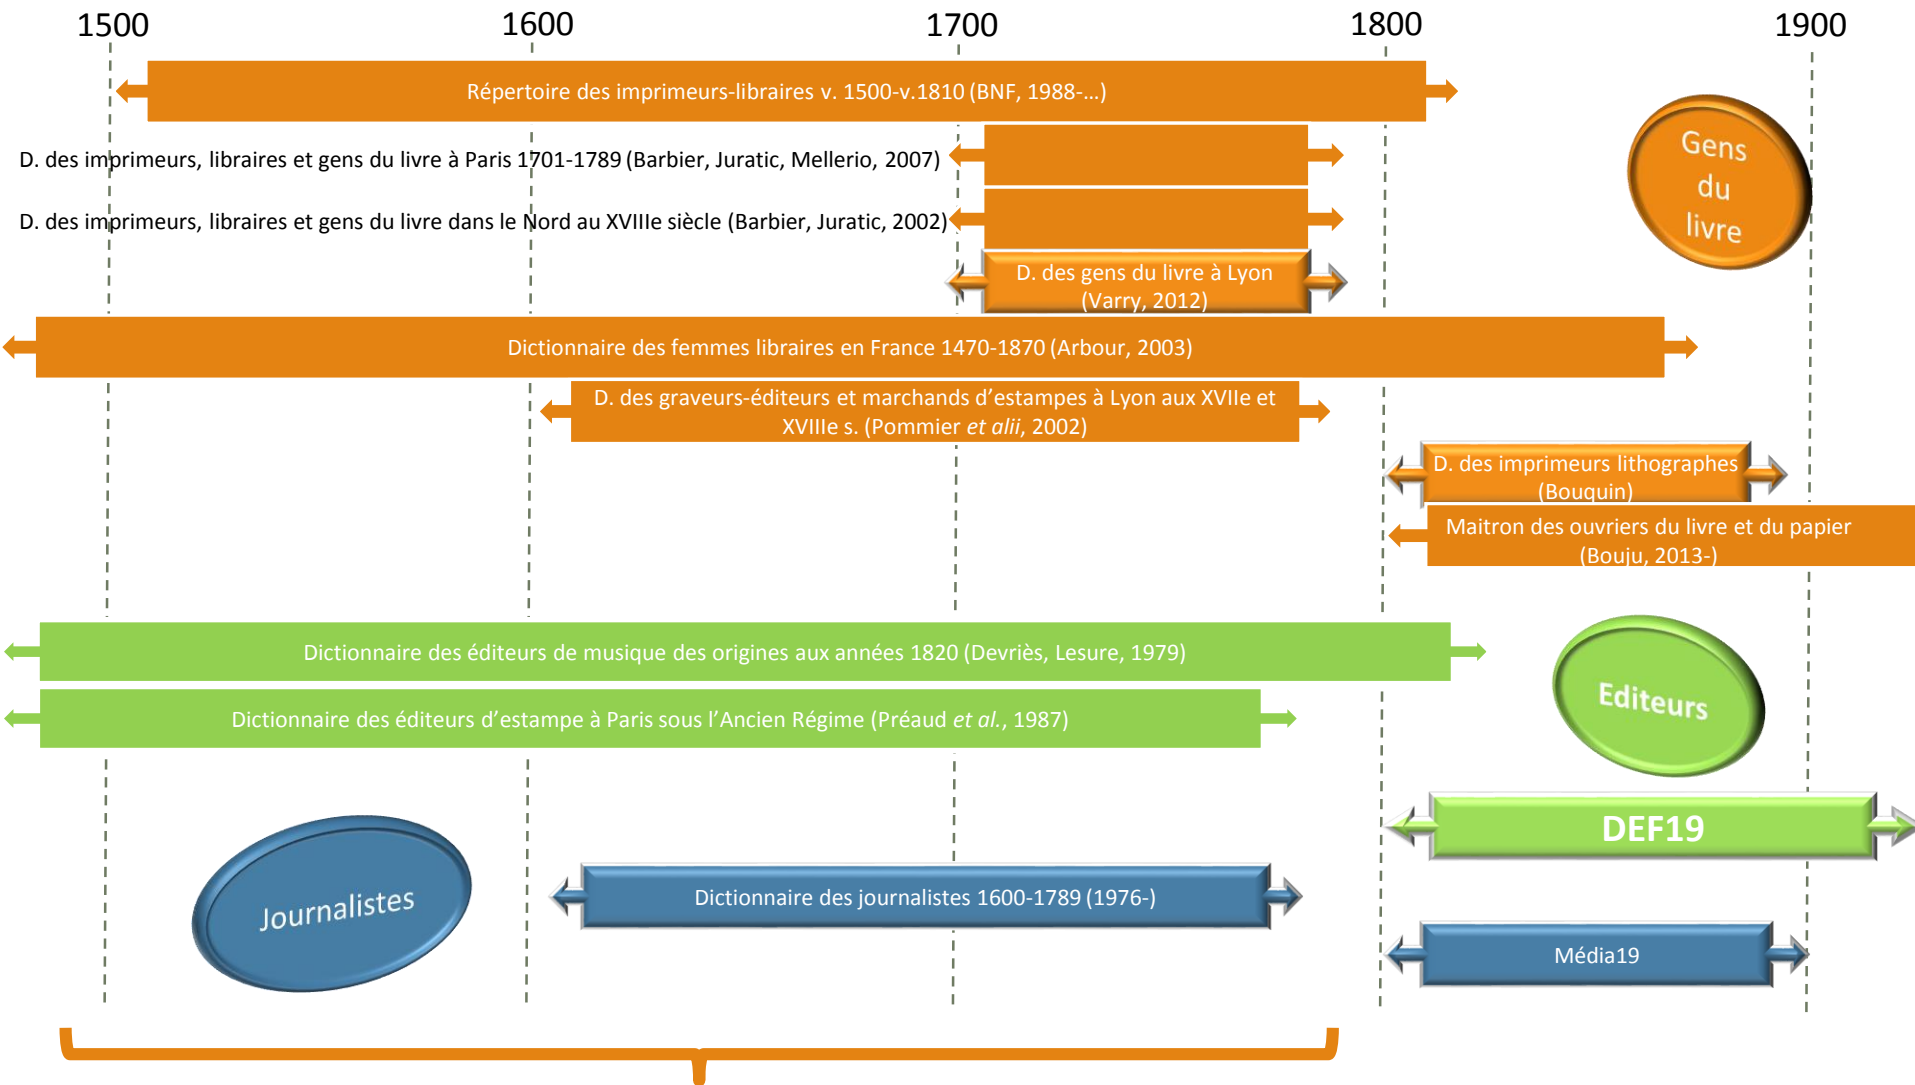 1500 1600 1700 1800 1900
Répertoire des imprimeurs-libraires v. 1500-v.1810 (BNF, 1988-...)
Gens
du
livre
D. des imprimeurs, libraires et gens du livre à Paris 1701-1789 (Barbier, Juratic, Mellerio, 2007)
D. des imprimeurs, libraires et gens du livre dans le Nord au XVIIIe siècle (Barbier, Juratic, 2002)
D. des gens du livre à Lyon
(Varry, 2012)
Dictionnaire des femmes libraires en France 1470-1870 (Arbour, 2003)
D. des graveurs-éditeurs et marchands d’estampes à Lyon aux XVIIe et
XVIIIe s. (Pommier et alii, 2002)
D. des imprimeurs lithographes
(Bouquin)
Maitron des ouvriers du livre et du papier
(Bouju, 2013-)
Dictionnaire des éditeurs de musique des origines aux années 1820 (Devriès, Lesure, 1979)
Editeurs
Dictionnaire des éditeurs d’estampe à Paris sous l’Ancien Régime (Préaud et al., 1987)
DEF19
Journalistes
Dictionnaire des journalistes 1600-1789 (1976-)
Média19